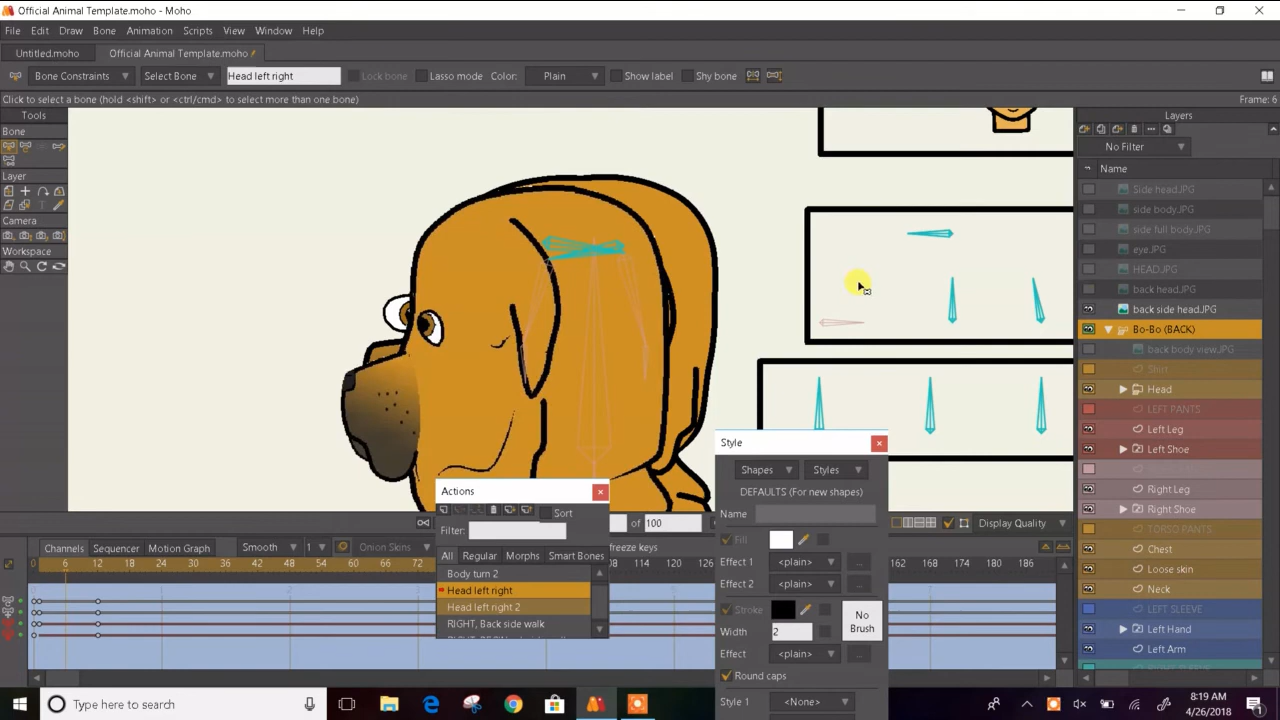 Official Animal Template.moho - Moho
File Edit Draw Bone Animation Scripts View Window Help
Untitled.moho Official Animal Template.moho
Bone Constraints Select Bone Head left right Lock bone Lasso mode Color: Plain Show label Shy bone
Click to select a bone (hold <shift> or <ctrl/cmd> to select more than one bone) Frame: 6
Tools
Bone
Layer
Camera
Workspace
Layers
No Filter
Name
Side head.JPG
side body.JPG
side full bodyJPG
eye.JPG
HEAD.JPG
back head.JPG
back side head.JPG
Bo-Bo (BACK)
back body view.JPG
Shirt
Head
LEFT PANTS
Left Leg
Left Shoe
Right Leg
Right Shoe
TORSO PANTS
Chest
Loose skin
Neck
LEFT SLEEVE
Left Hand
Left Arm
Style
Shapes Styles
DEFAULTS (For new shapes)
Name
Fill
Effect 1 <plain> ...
Effect 2 <plain> ...
Stroke
Width 2
No Brush
Effect <plain> ...
Round caps
Style 1 <None>
Actions
Sort
Filter:
All Regular Morphs Smart Bones
Body turn 2
Head left right
Head left right 2
RIGHT, Back side walk
of 100
Display Quality
Channels Sequencer Motion Graph Smooth 1 Onion Skins freeze keys
0 6 12 18 24 30 36 42 48 54 60 66 72 78 108 114 120 126 162 168 174 180 186
Type here to search
8:19 AM
4/26/2018